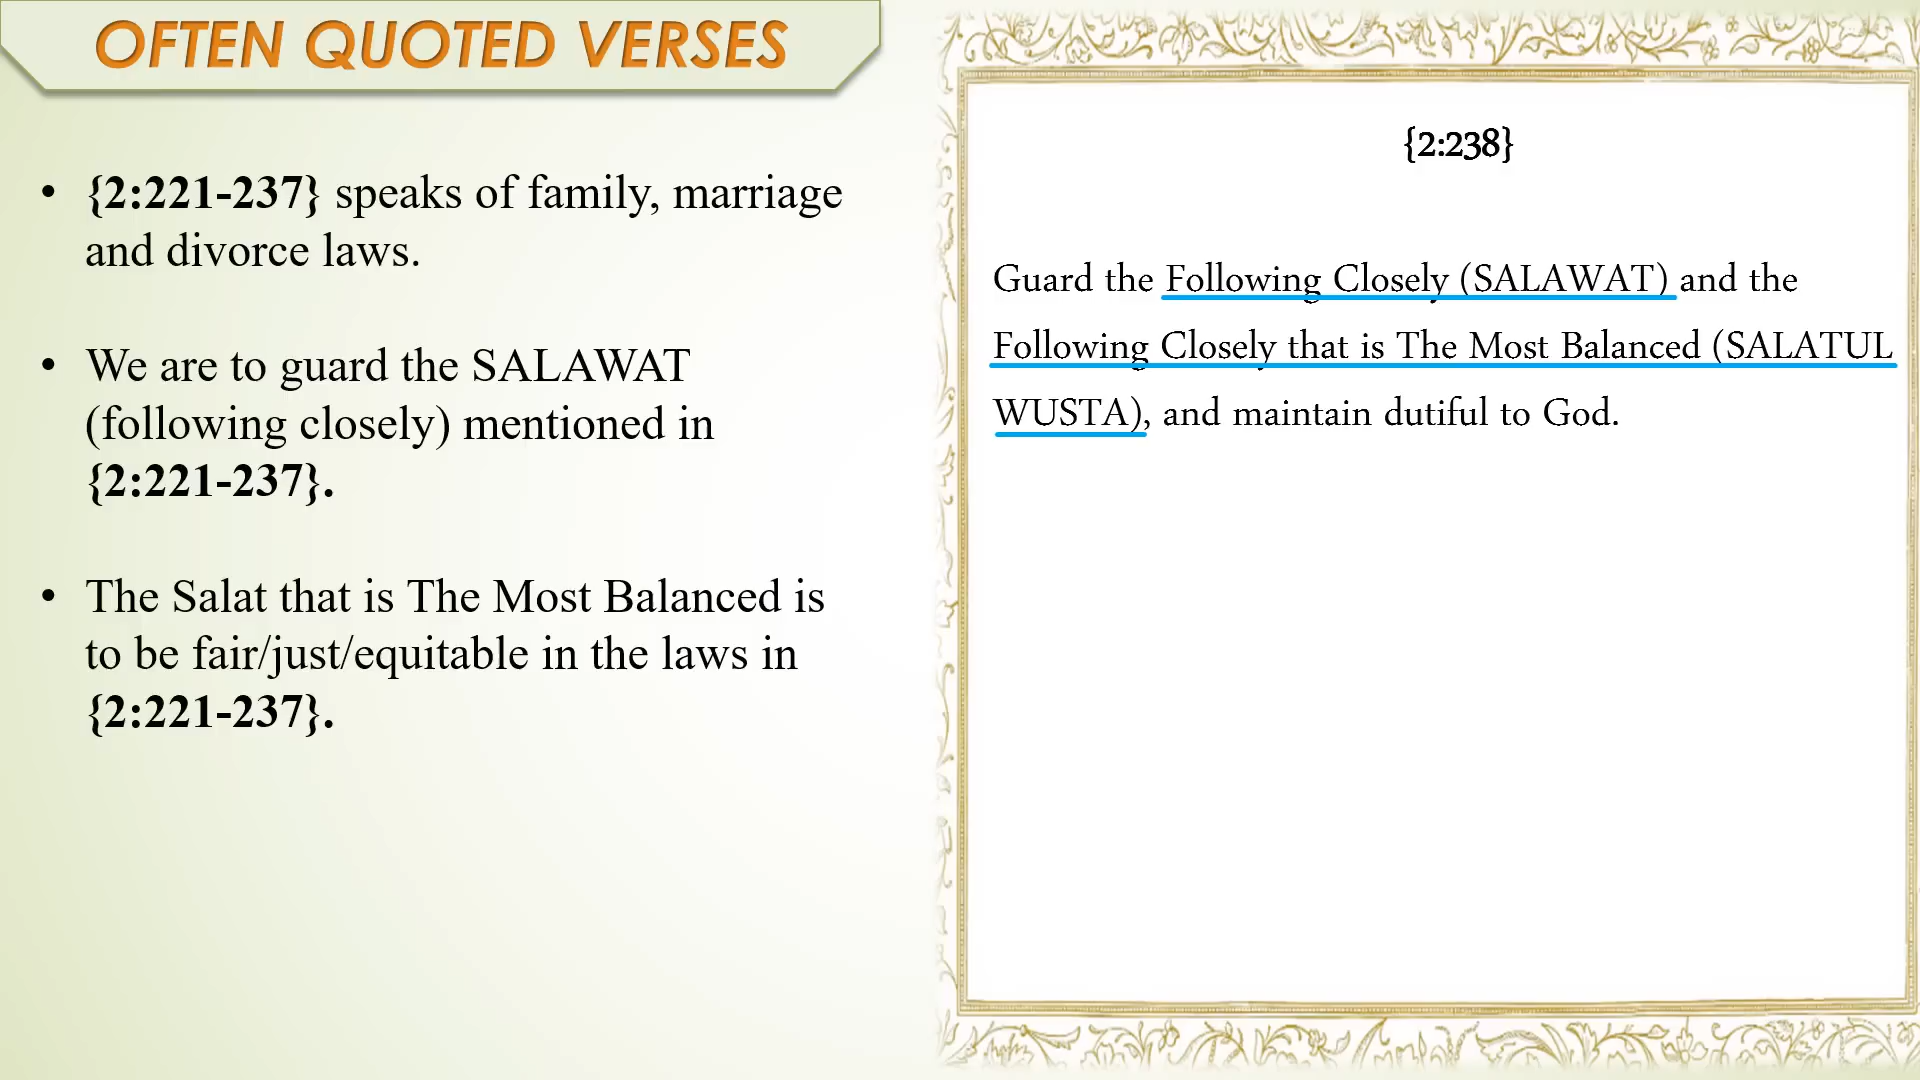 OFTEN QUOTED VERSES
• {2:221-237} speaks of family, marriage
and divorce laws.
• We are to guard the SALAWAT
(following closely) mentioned in
{2:221-237}.
• The Salat that is The Most Balanced is
to be fair/just/equitable in the laws in
{2:221-237}.
{2:238}
Guard the Following Closely (SALAWAT) and the
Following Closely that is The Most Balanced (SALATUL
WUSTA), and maintain dutiful to God.